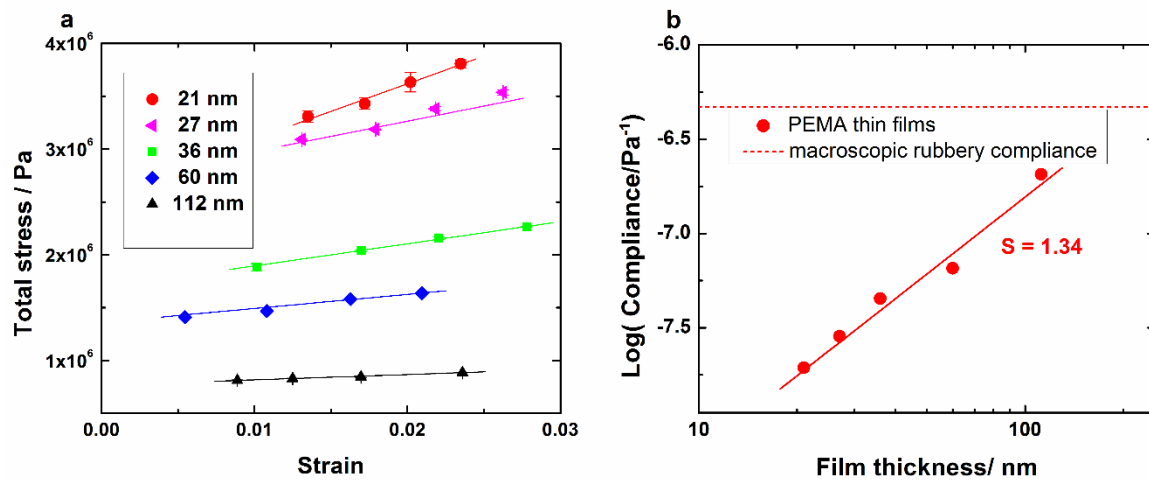 a
Total stress / Pa
4x10⁶
3x10⁶
2x10⁶
1x10⁶
21 nm
27 nm
36 nm
60 nm
112 nm
0.00
0.01
0.02
0.03
Strain
b
Log( Compliance/Pa⁻¹)
-6.0
-6.5
-7.0
-7.5
PEMA thin films
macroscopic rubbery compliance
S = 1.34
10
100
Film thickness/ nm